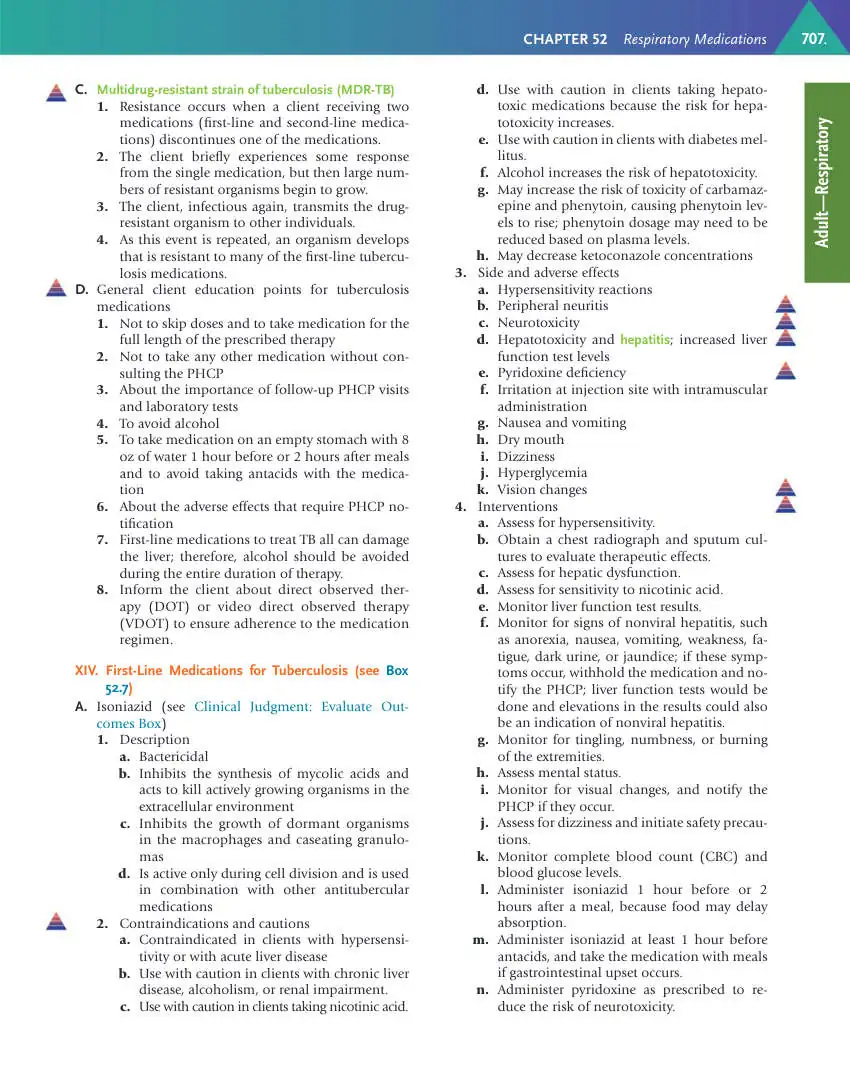 CHAPTER 52 Respiratory Medications 707.
C. Multidrug-resistant strain of tuberculosis (MDR-TB)
1. Resistance occurs when a client receiving two
medications (first-line and second-line medica-
tions) discontinues one of the medications.
2. The client briefly experiences some response
from the single medication, but then large num-
bers of resistant organisms begin to grow.
3. The client, infectious again, transmits the drug-
resistant organism to other individuals.
4. As this event is repeated, an organism develops
that is resistant to many of the first-line tubercu-
losis medications.
D. General client education points for tuberculosis
medications
1. Not to skip doses and to take medication for the
full length of the prescribed therapy
2. Not to take any other medication without con-
sulting the PHCP
3. About the importance of follow-up PHCP visits
and laboratory tests
4. To avoid alcohol
5. To take medication on an empty stomach with 8
oz of water 1 hour before or 2 hours after meals
and to avoid taking antacids with the medica-
tion
6. About the adverse effects that require PHCP no-
tification
7. First-line medications to treat TB all can damage
the liver; therefore, alcohol should be avoided
during the entire duration of therapy.
8. Inform the client about direct observed ther-
apy (DOT) or video direct observed therapy
(VDOT) to ensure adherence to the medication
regimen.
XIV. First-Line Medications for Tuberculosis (see Box
52.7)
A. Isoniazid (see Clinical Judgment: Evaluate Out-
comes Box)
1. Description
a. Bactericidal
b. Inhibits the synthesis of mycolic acids and
acts to kill actively growing organisms in the
extracellular environment
c. Inhibits the growth of dormant organisms
in the macrophages and caseating granulo-
mas
d. Is active only during cell division and is used
in combination with other antitubercular
medications
2. Contraindications and cautions
a. Contraindicated in clients with hypersensi-
tivity or with acute liver disease
b. Use with caution in clients with chronic liver
disease, alcoholism, or renal impairment.
c. Use with caution in clients taking nicotinic acid.
d. Use with caution in clients taking hepato-
toxic medications because the risk for hepa-
totoxicity increases.
e. Use with caution in clients with diabetes mel-
litus.
f. Alcohol increases the risk of hepatotoxicity.
g. May increase the risk of toxicity of carbamaz-
epine and phenytoin, causing phenytoin lev-
els to rise; phenytoin dosage may need to be
reduced based on plasma levels.
h. May decrease ketoconazole concentrations
3. Side and adverse effects
a. Hypersensitivity reactions
b. Peripheral neuritis
c. Neurotoxicity
d. Hepatotoxicity and hepatitis; increased liver
function test levels
e. Pyridoxine deficiency
f. Irritation at injection site with intramuscular
administration
g. Nausea and vomiting
h. Dry mouth
i. Dizziness
j. Hyperglycemia
k. Vision changes
4. Interventions
a. Assess for hypersensitivity.
b. Obtain a chest radiograph and sputum cul-
tures to evaluate therapeutic effects.
c. Assess for hepatic dysfunction.
d. Assess for sensitivity to nicotinic acid.
e. Monitor liver function test results.
f. Monitor for signs of nonviral hepatitis, such
as anorexia, nausea, vomiting, weakness, fa-
tigue, dark urine, or jaundice; if these symp-
toms occur, withhold the medication and no-
tify the PHCP; liver function tests would be
done and elevations in the results could also
be an indication of nonviral hepatitis.
g. Monitor for tingling, numbness, or burning
of the extremities.
h. Assess mental status.
i. Monitor for visual changes, and notify the
PHCP if they occur.
j. Assess for dizziness and initiate safety precau-
tions.
k. Monitor complete blood count (CBC) and
blood glucose levels.
l. Administer isoniazid 1 hour before or 2
hours after a meal, because food may delay
absorption.
m. Administer isoniazid at least 1 hour before
antacids, and take the medication with meals
if gastrointestinal upset occurs.
n. Administer pyridoxine as prescribed to re-
duce the risk of neurotoxicity.
Adult—Respiratory